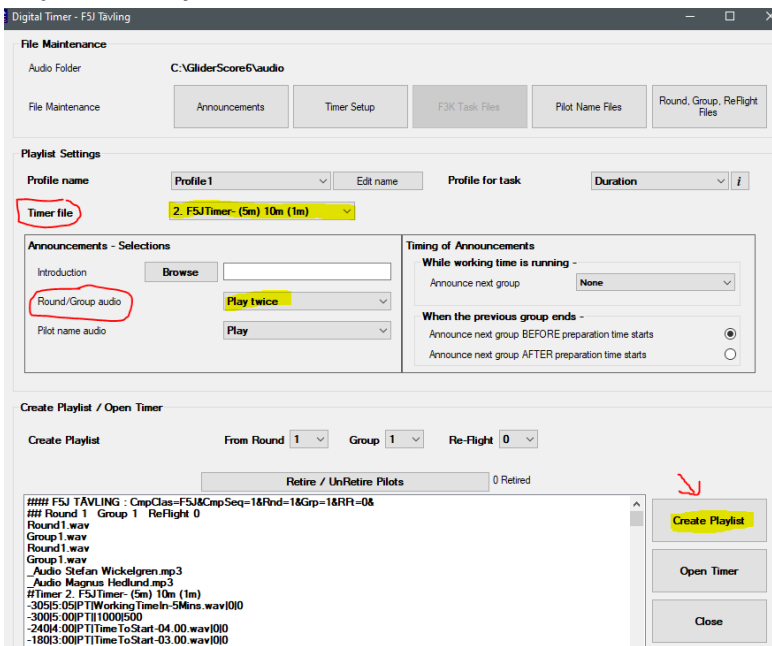 Digital Timer - F5J Tävling
File Maintenance
Audio Folder
C:\GliderScore6\audio
File Maintenance
Announcements
Timer Setup
F3K Task Files
Pilot Name Files
Round, Group, ReFlight
Files
Playlist Settings
Profile name
Profile1
Edit name
Profile for task
Duration
i
Timer file
2. F5JTimer- (5m) 10m (1m)
Announcements - Selections
Introduction
Browse
Round/Group audio
Play twice
Pilot name audio
Play
Timing of Announcements
While working time is running -
Announce next group
None
When the previous group ends -
Announce next group BEFORE preparation time starts
Announce next group AFTER preparation time starts
Create Playlist / Open Timer
Create Playlist
From Round 1
Group 1
Re-Flight 0
Retire / UnRetire Pilots
0 Retired
#### F5J TÄVLING : CmpClas=F5J&CmpSeq=1&Rnd=1&Grp=1&RFt=0&
## Round 1 Group 1 ReFlight 0
Round1.wav
Group1.wav
Round1.wav
Group1.wav
_Audio Stefan Wickelgren.mp3
_Audio Magnus Hedlund.mp3
#Timer 2. F5JTimer- (5m) 10m (1m)
-305|5:05|PT|WorkingTimeIn-5Mins.wav|0|0
-300|5:00|PT||1000|500
-240|4:00|PT|TimeToStart-04.00.wav|0|0
-180|3:00|PT|TimeToStart-03.00.wav|0|0
Create Playlist
Open Timer
Close